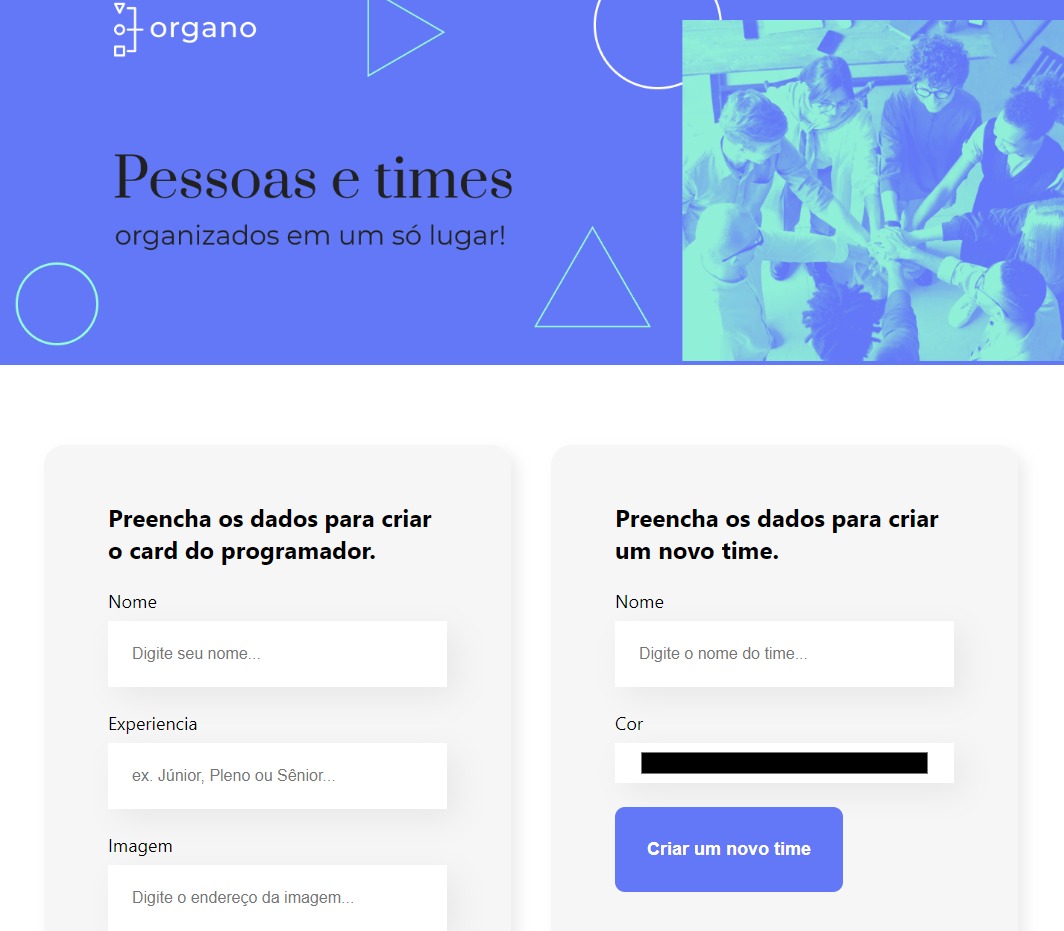 organo
Pessoas e times
organizados em um só lugar!
Preencha os dados para criar
o card do programador.
Nome
Digite seu nome...
Experiencia
ex. Júnior, Pleno ou Sênior...
Imagem
Digite o endereço da imagem...
Preencha os dados para criar
um novo time.
Nome
Digite o nome do time...
Cor
Criar um novo time